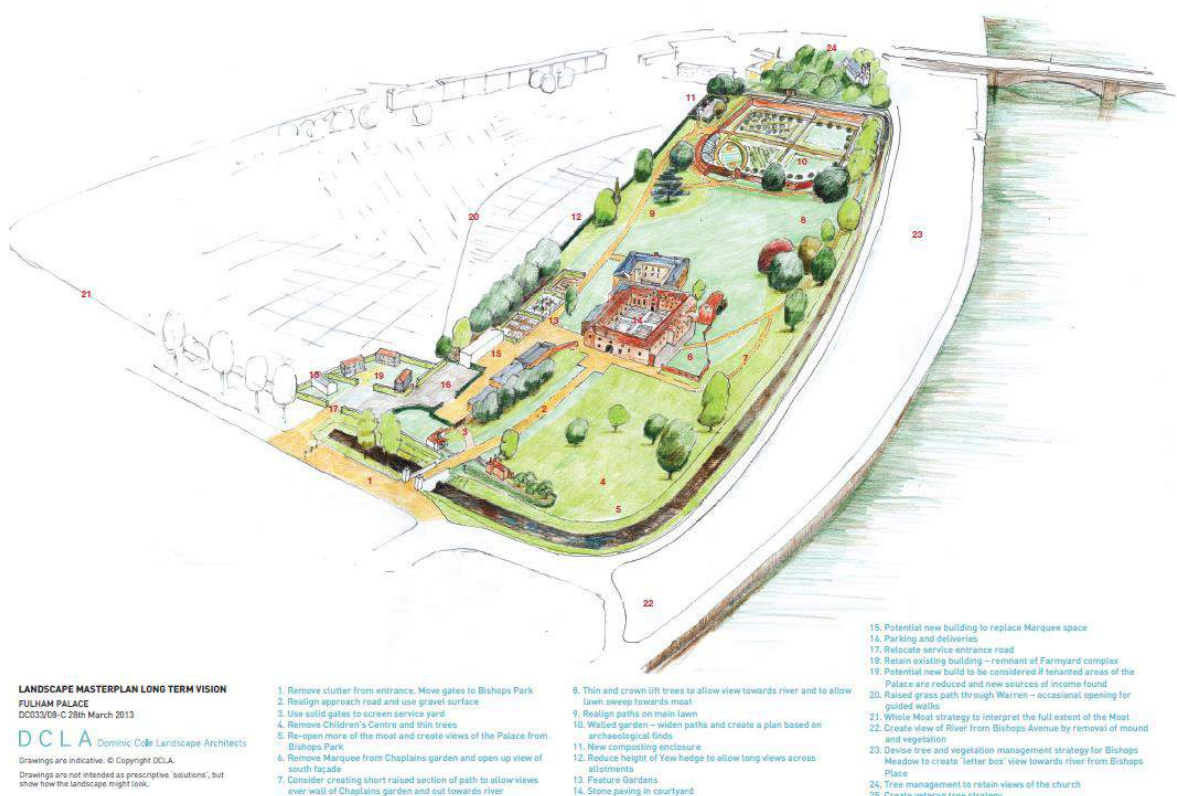 LANDSCAPE MASTERPLAN LONG TERM VISION
FULHAM PALACE
DC033/08-C 28th March 2013
DCLA Dominic Cole Landscape Architects
Drawings are indicative. © Copyright DCLA.
Drawings are not intended as prescriptive 'solutions', but
show how the landscape might look.
1. Remove clutter from entrance. Move gates to Bishops Park
2. Realign approach road and use gravel surface
3. Use solid gates to screen service yard
4. Remove Children's Centre and thin trees
5. Re-open more of the moat and create views of the Palace from
Bishops Park
6. Remove Marquee from Chaplains garden and open up view of
south façade
7. Consider creating short raised section of path to allow views
over wall of Chaplains garden and out towards river
8. Thin and crown lift trees to allow view towards river and to allow
lawn sweep towards moat
9. Realign paths on main lawn
10. Walled garden – widen paths and create a plan based on
archaeological finds
11. New composting enclosure
12. Reduce height of Yew hedge to allow long views across
allotments
13. Feature Gardens
14. Stone paving in courtyard
15. Potential new building to replace Marquee space
16. Parking and deliveries
17. Relocate service entrance road
18. Retain existing building – remnant of Farmyard complex
19. Potential new build to be considered if tenanted areas of the
Palace are reduced and new sources of income found
20. Raised grass path through Warren – occasional opening for
guided walks
21. Whole Moat strategy to interpret the full extent of the Moat
22. Create view of River from Bishops Avenue by removal of mound
and vegetation
23. Devise tree and vegetation management strategy for Bishops
Meadow to create 'letter box' view towards river from Bishops
Place
24. Tree management to retain views of the church
25. Create veteran tree strategy
24
11
10
20
12
9
8
23
21
14
13
15
6
7
18
19
16
17
2
3
1
4
5
22